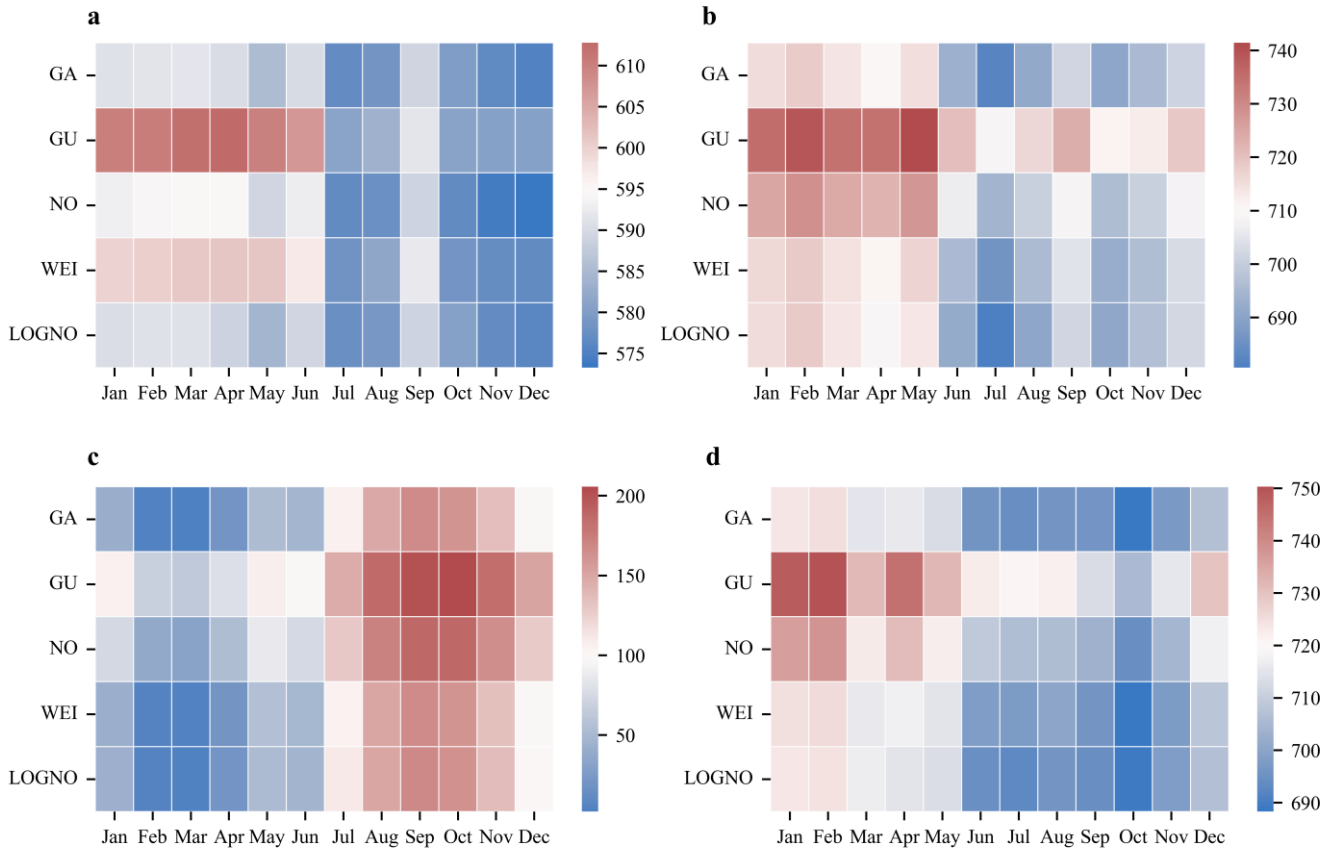 a
GA
GU
NO
WEI
LOGNO
Jan Feb Mar Apr May Jun Jul Aug Sep Oct Nov Dec
610
605
600
595
590
585
580
575
b
GA
GU
NO
WEI
LOGNO
Jan Feb Mar Apr May Jun Jul Aug Sep Oct Nov Dec
740
730
720
710
700
690
c
GA
GU
NO
WEI
LOGNO
Jan Feb Mar Apr May Jun Jul Aug Sep Oct Nov Dec
200
150
100
50
d
GA
GU
NO
WEI
LOGNO
Jan Feb Mar Apr May Jun Jul Aug Sep Oct Nov Dec
750
740
730
720
710
700
690